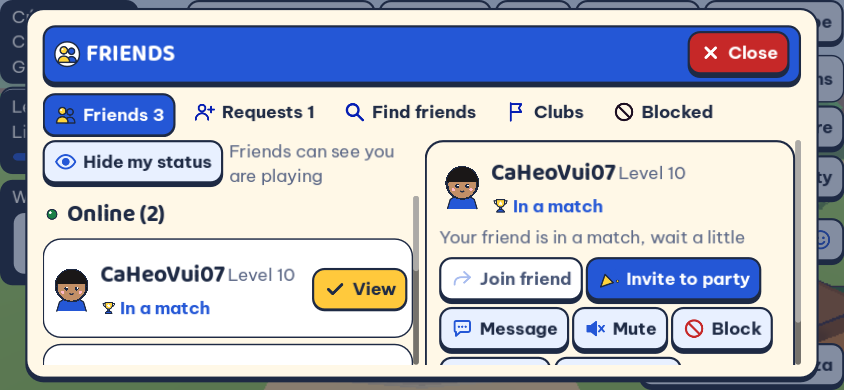 FRIENDS
Close
Friends 3
Requests 1
Find friends
Clubs
Blocked
Hide my status
Friends can see you
are playing
Online (2)
CaHeoVui07 Level 10
In a match
View
CaHeoVui07 Level 10
In a match
Your friend is in a match, wait a little
Join friend
Invite to party
Message
Mute
Block